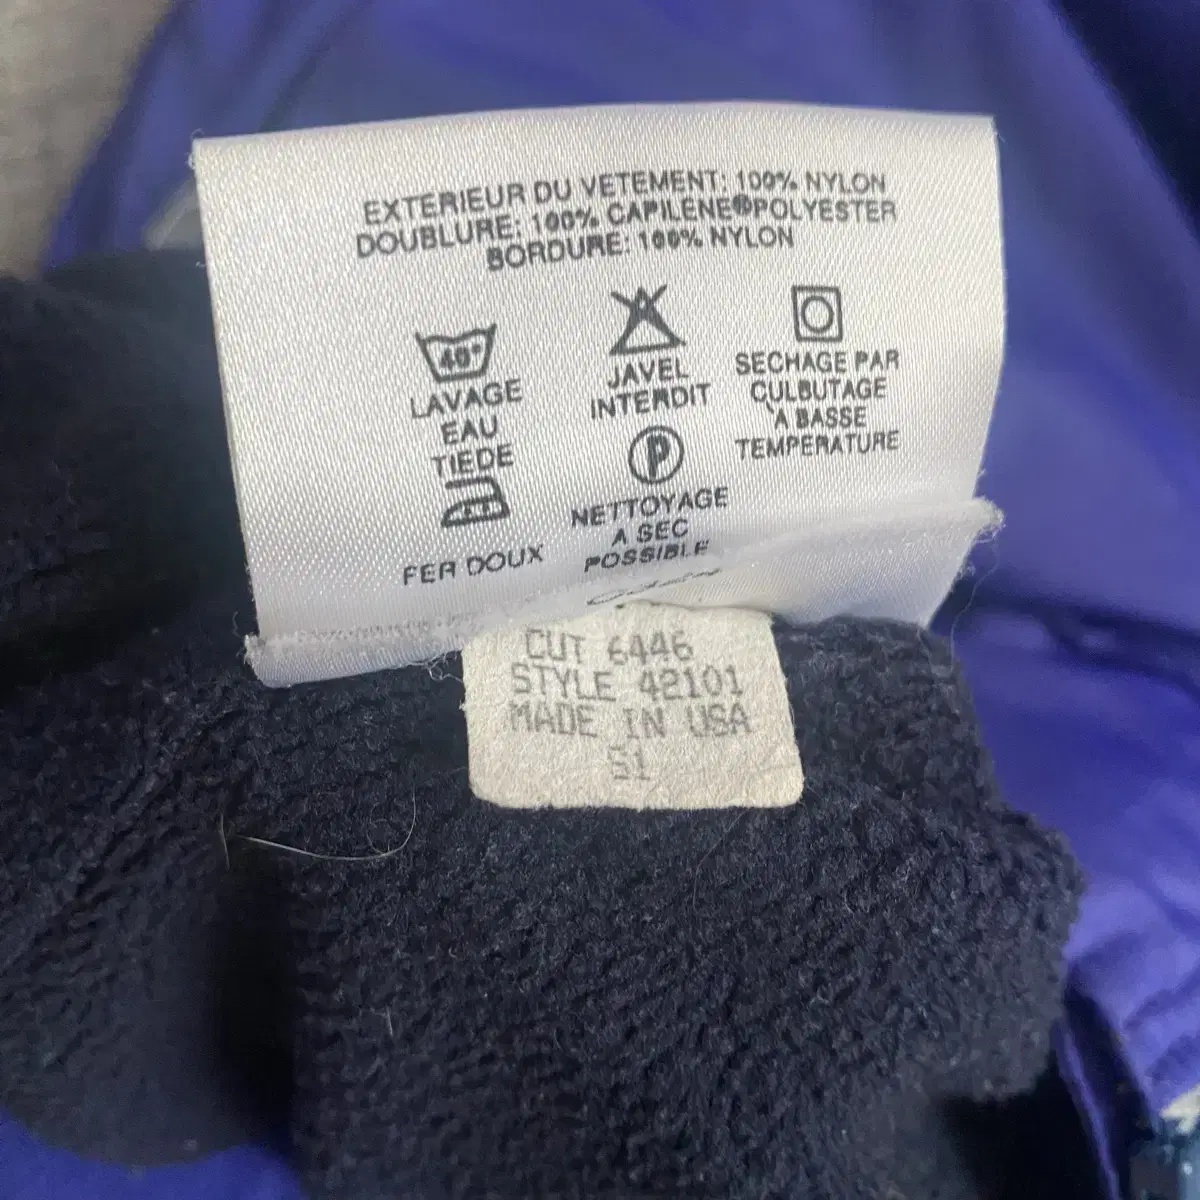 EXTERIEUR DU VETEMENT: 100% NYLON
DOUBLURE: 100% CAPILENE®POLYESTER
BORDURE: 100% NYLON
40°
LAVAGE
EAU
TIEDE
FER DOUX
JAVEL
INTERDIT
P
NETTOYAGE
A SEC
POSSIBLE
SECHAGE PAR
CULBUTAGE
À BASSE
TEMPERATURE
CUT 6446
STYLE 42101
MADE IN USA
S1